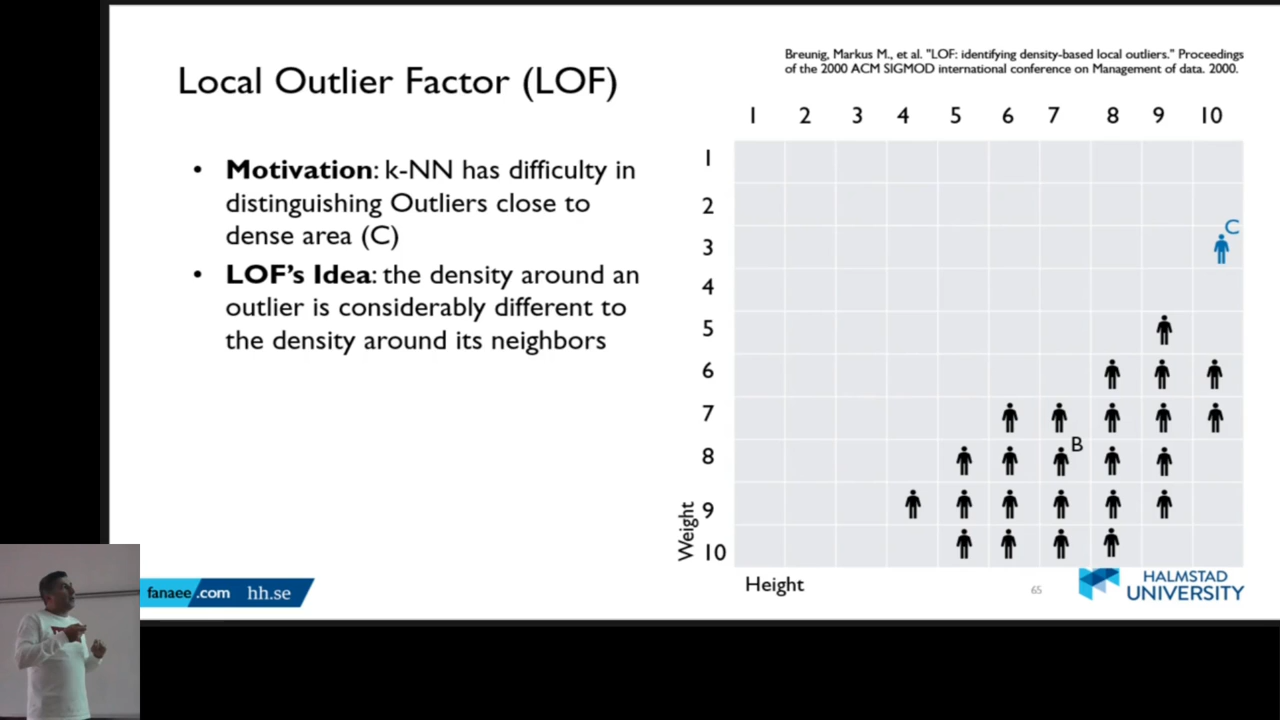 Breunig, Markus M., et al. "LOF: identifying density-based local outliers." Proceedings
of the 2000 ACM SIGMOD international conference on Management of data. 2000.
Local Outlier Factor (LOF)
• Motivation: k-NN has difficulty in
distinguishing Outliers close to
dense area (C)
• LOF's Idea: the density around an
outlier is considerably different to
the density around its neighbors
1 2 3 4 5 6 7 8 9 10
1
2
3
4
5
6
7
8
9
10
C
B
Weight
Height
fanaee.com hh.se
65
HALMSTAD
UNIVERSITY